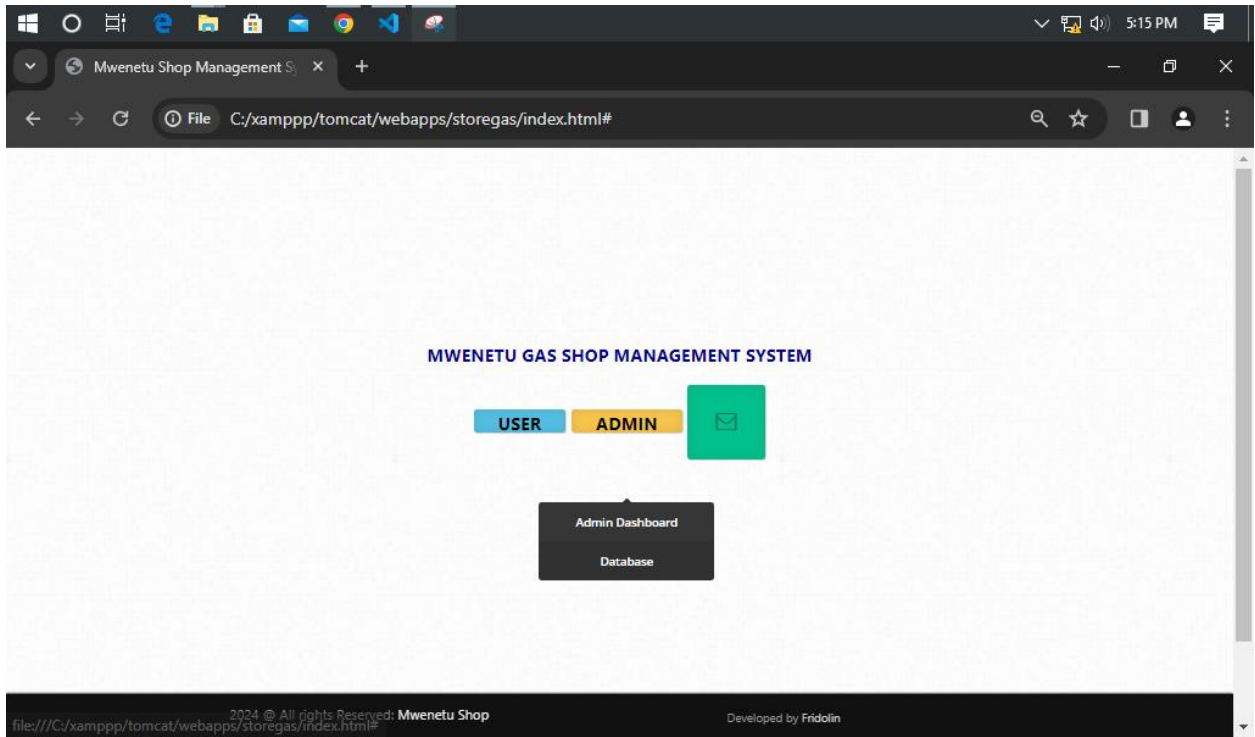 5:15 PM
Mwenetu Shop Management Sy
File C:/xamppp/tomcat/webapps/storegas/index.html#
MWENETU GAS SHOP MANAGEMENT SYSTEM
USER ADMIN
Admin Dashboard
Database
2024 @ All rights Reserved: Mwenetu Shop Developed by Fridolin
file:///C:/xamppp/tomcat/webapps/storegas/index.html#